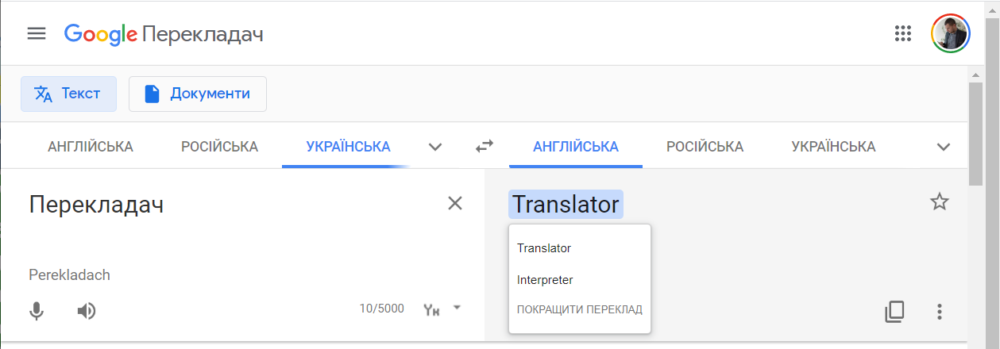 Google Перекладач
Текст Документи
АНГЛІЙСЬКА РОСІЙСЬКА УКРАЇНСЬКА АНГЛІЙСЬКА РОСІЙСЬКА УКРАЇНСЬКА
Перекладач Translator
Translator
Perekladach Interpreter
10/5000 Ук ПОКРАЩИТИ ПЕРЕКЛАД